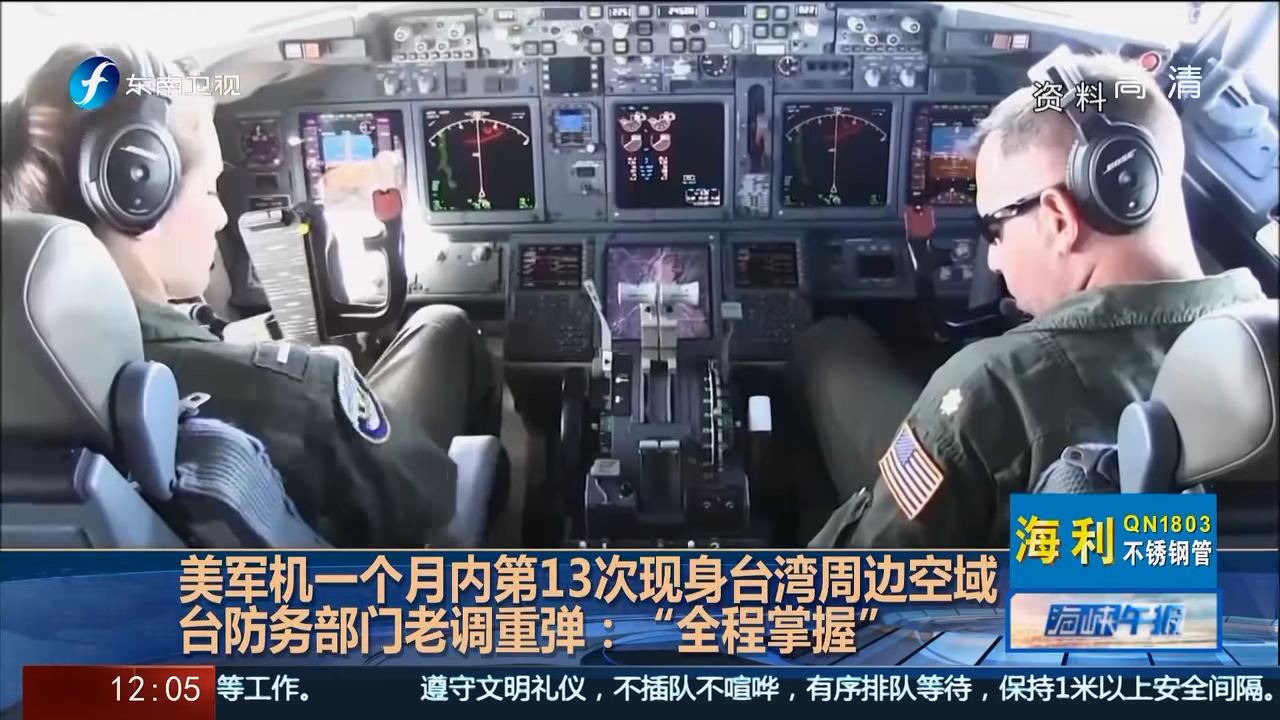 东南卫视
资料
高清
BOSE
海利
QN1803
不锈钢管
美军机一个月内第13次现身台湾周边空域
台防务部门老调重弹：“全程掌握”
海峡午报
12:05
等工作。 遵守文明礼仪，不插队不喧哗，有序排队等待，保持1米以上安全间隔。